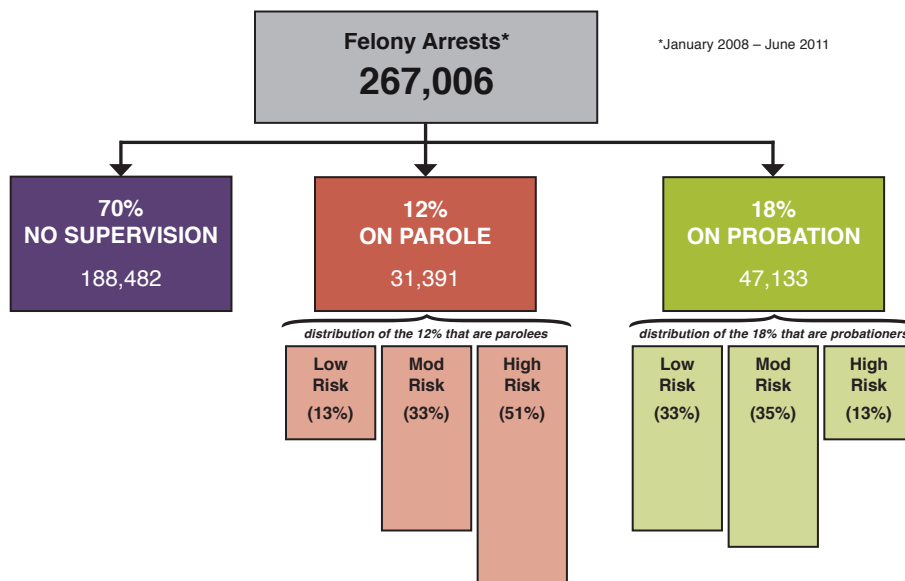 Felony Arrests*
267,006
*January 2008 – June 2011
70%
NO SUPERVISION
188,482
12%
ON PAROLE
31,391
18%
ON PROBATION
47,133
distribution of the 12% that are parolees
Low
Risk
(13%)
Mod
Risk
(33%)
High
Risk
(51%)
distribution of the 18% that are probationers
Low
Risk
(33%)
Mod
Risk
(35%)
High
Risk
(13%)